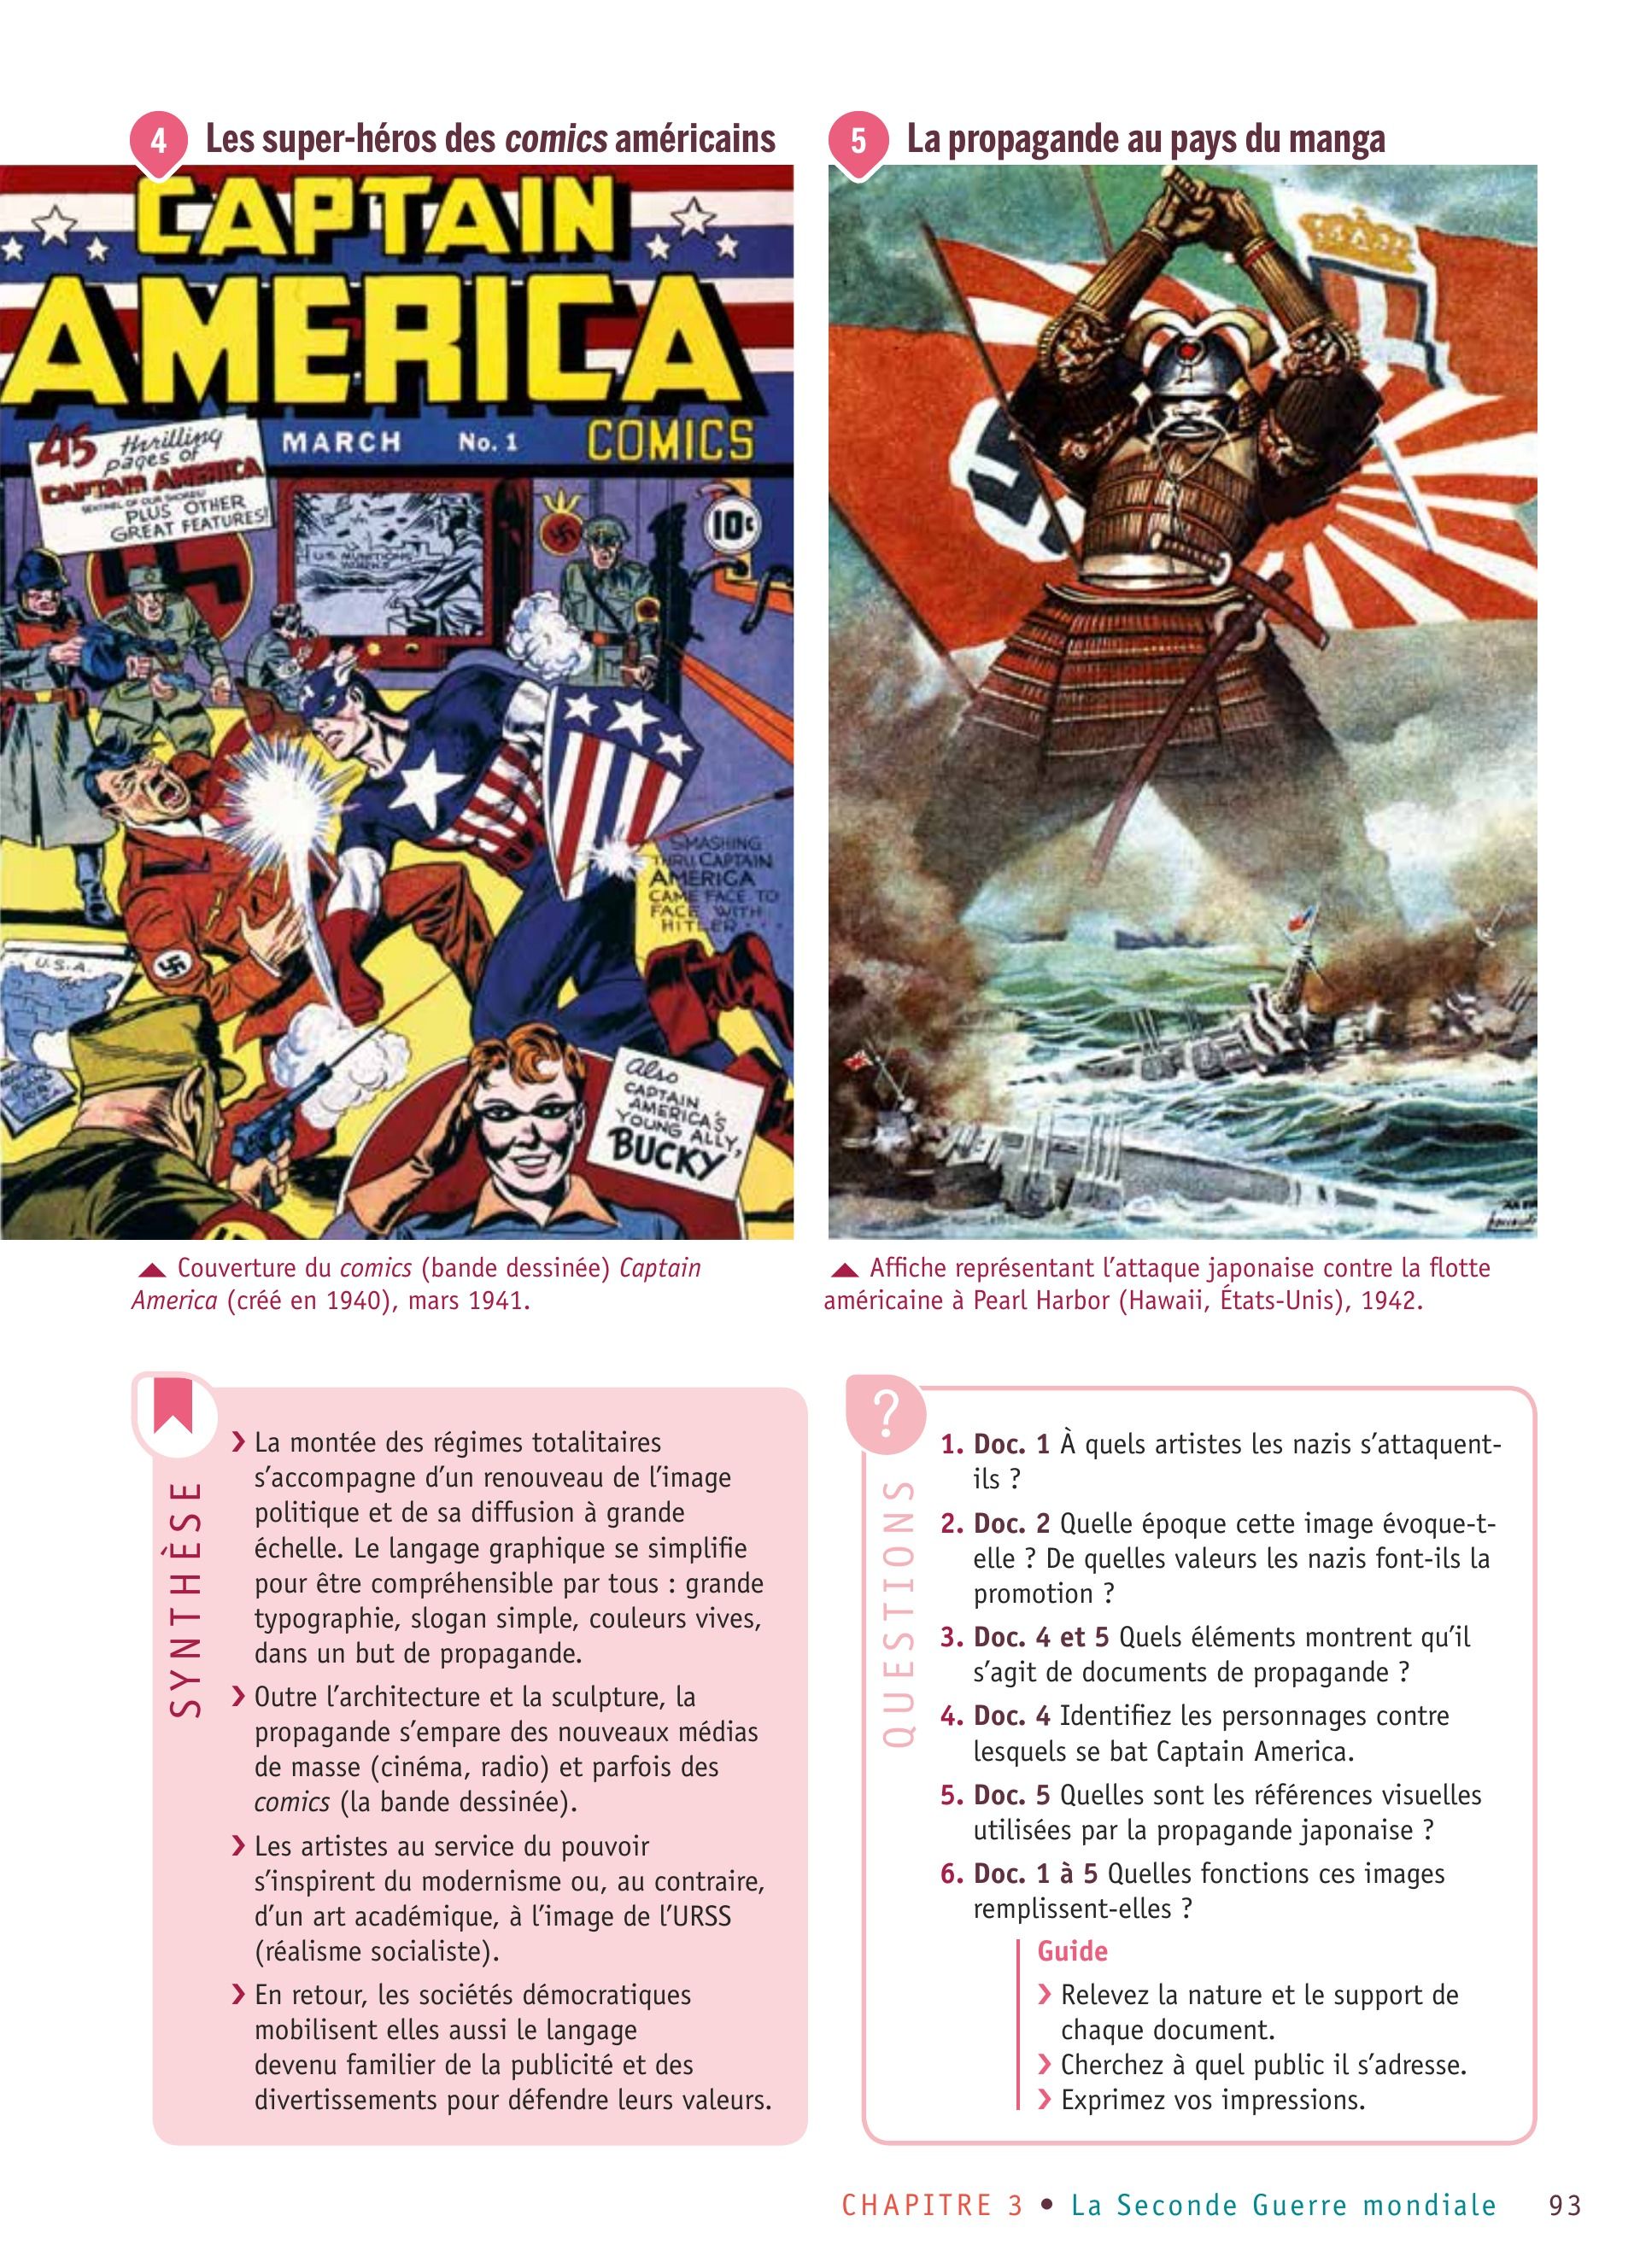 4 Les super-héros des comics américains
CAPTAIN
AMERICA
COMICS
MARCH No. 1
45 thrilling
pages of
CAPTAIN AMERICA
SENTINEL OF OUR SHORES
PLUS OTHER
GREAT FEATURES!
10¢
U.S. MUNITIONS
SMASHING
THRU, CAPTAIN
AMERICA
CAME FACE TO
FACE WITH
HITLER...
U.S.A.
Also
CAPTAIN
AMERICA'S
YOUNG ALLY,
BUCKY
Couverture du comics (bande dessinée) Captain
America (créé en 1940), mars 1941.
5 La propagande au pays du manga
Affiche représentant l'attaque japonaise contre la flotte
américaine à Pearl Harbor (Hawaii, États-Unis), 1942.
SYNTHÈSE
❯ La montée des régimes totalitaires
s'accompagne d'un renouveau de l'image
politique et de sa diffusion à grande
échelle. Le langage graphique se simplifie
pour être compréhensible par tous : grande
typographie, slogan simple, couleurs vives,
dans un but de propagande.
❯ Outre l'architecture et la sculpture, la
propagande s'empare des nouveaux médias
de masse (cinéma, radio) et parfois des
comics (la bande dessinée).
❯ Les artistes au service du pouvoir
s'inspirent du modernisme ou, au contraire,
d'un art académique, à l'image de l'URSS
(réalisme socialiste).
❯ En retour, les sociétés démocratiques
mobilisent elles aussi le langage
devenu familier de la publicité et des
divertissements pour défendre leurs valeurs.
?
QUESTIONS
1. Doc. 1 À quels artistes les nazis s'attaquent-
ils ?
2. Doc. 2 Quelle époque cette image évoque-t-
elle ? De quelles valeurs les nazis font-ils la
promotion ?
3. Doc. 4 et 5 Quels éléments montrent qu'il
s'agit de documents de propagande ?
4. Doc. 4 Identifiez les personnages contre
lesquels se bat Captain America.
5. Doc. 5 Quelles sont les références visuelles
utilisées par la propagande japonaise ?
6. Doc. 1 à 5 Quelles fonctions ces images
remplissent-elles ?
Guide
❯ Relevez la nature et le support de
chaque document.
❯ Cherchez à quel public il s'adresse.
❯ Exprimez vos impressions.
CHAPITRE 3 • La Seconde Guerre mondiale 93